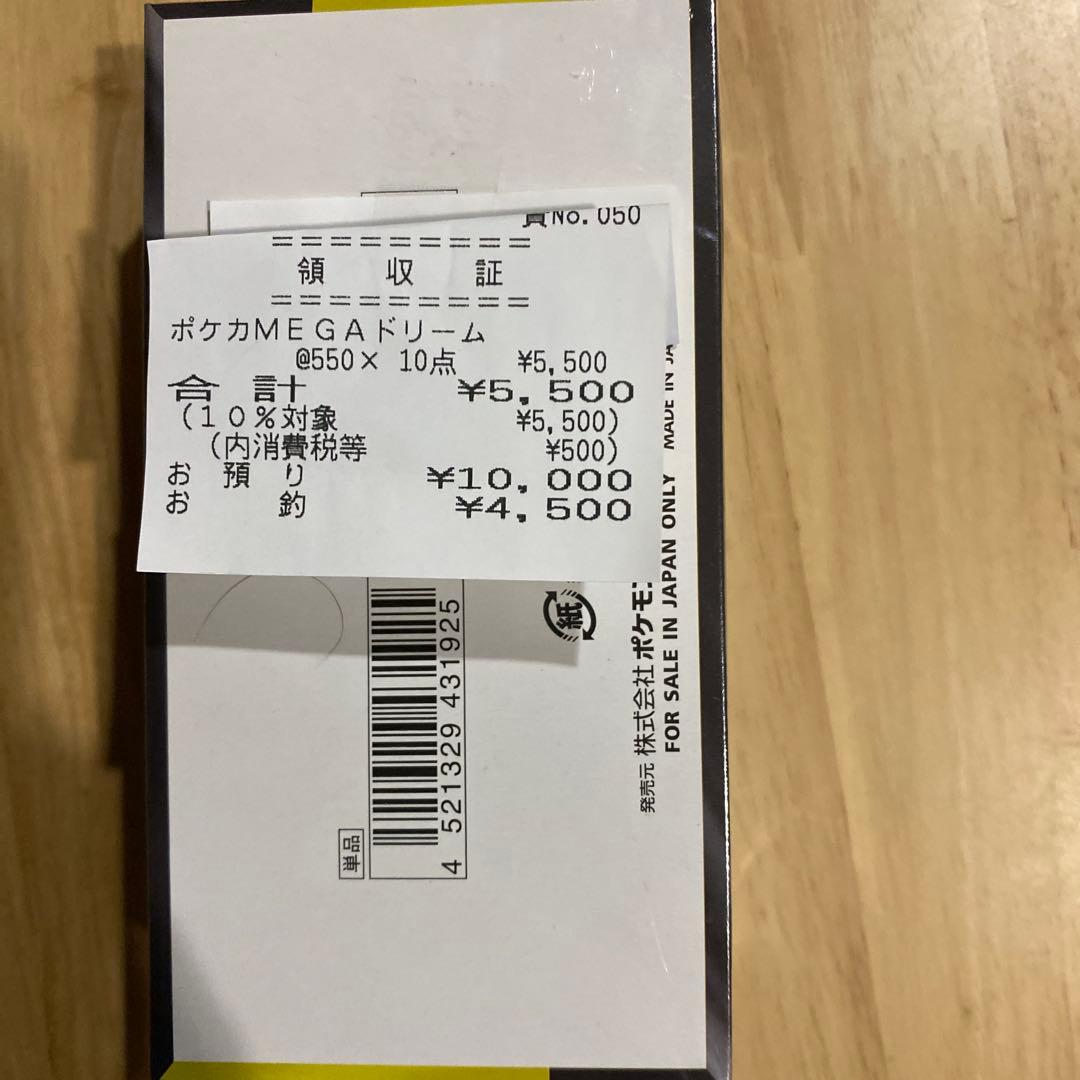 責No.050
=========
領 収 証
=========
ポケカMEGAドリーム
@550× 10点 ¥5,500
合 計 ¥5,500
(10%対象 ¥5,500)
(内消費税等 ¥500)
お 預 り ¥10,000
お 釣 ¥4,500
単品
4 521329 431925
紙
発売元 株式会社 ポケモン
FOR SALE IN JAPAN ONLY MADE IN JA